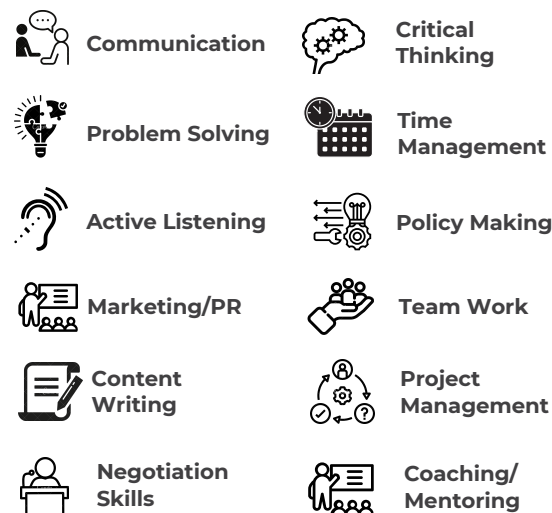 Communication
Critical
Thinking
Problem Solving
Time
Management
Active Listening
Policy Making
Marketing/PR
Team Work
Content
Writing
Project
Management
Negotiation
Skills
Coaching/
Mentoring